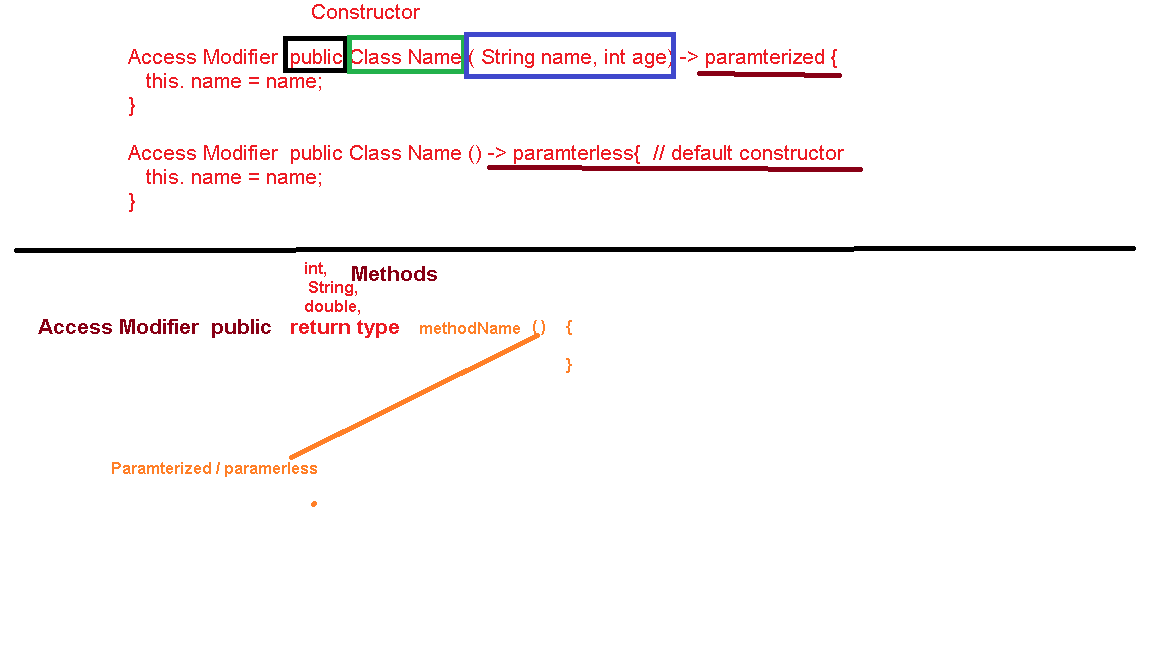 Constructor
Access Modifier public Class Name ( String name, int age) -> paramterized {
this. name = name;
}
Access Modifier public Class Name () -> paramterless{ // default constructor
this. name = name;
}
int,
Methods
String,
double,
Access Modifier public return type methodName () {
}
Paramterized / paramerless